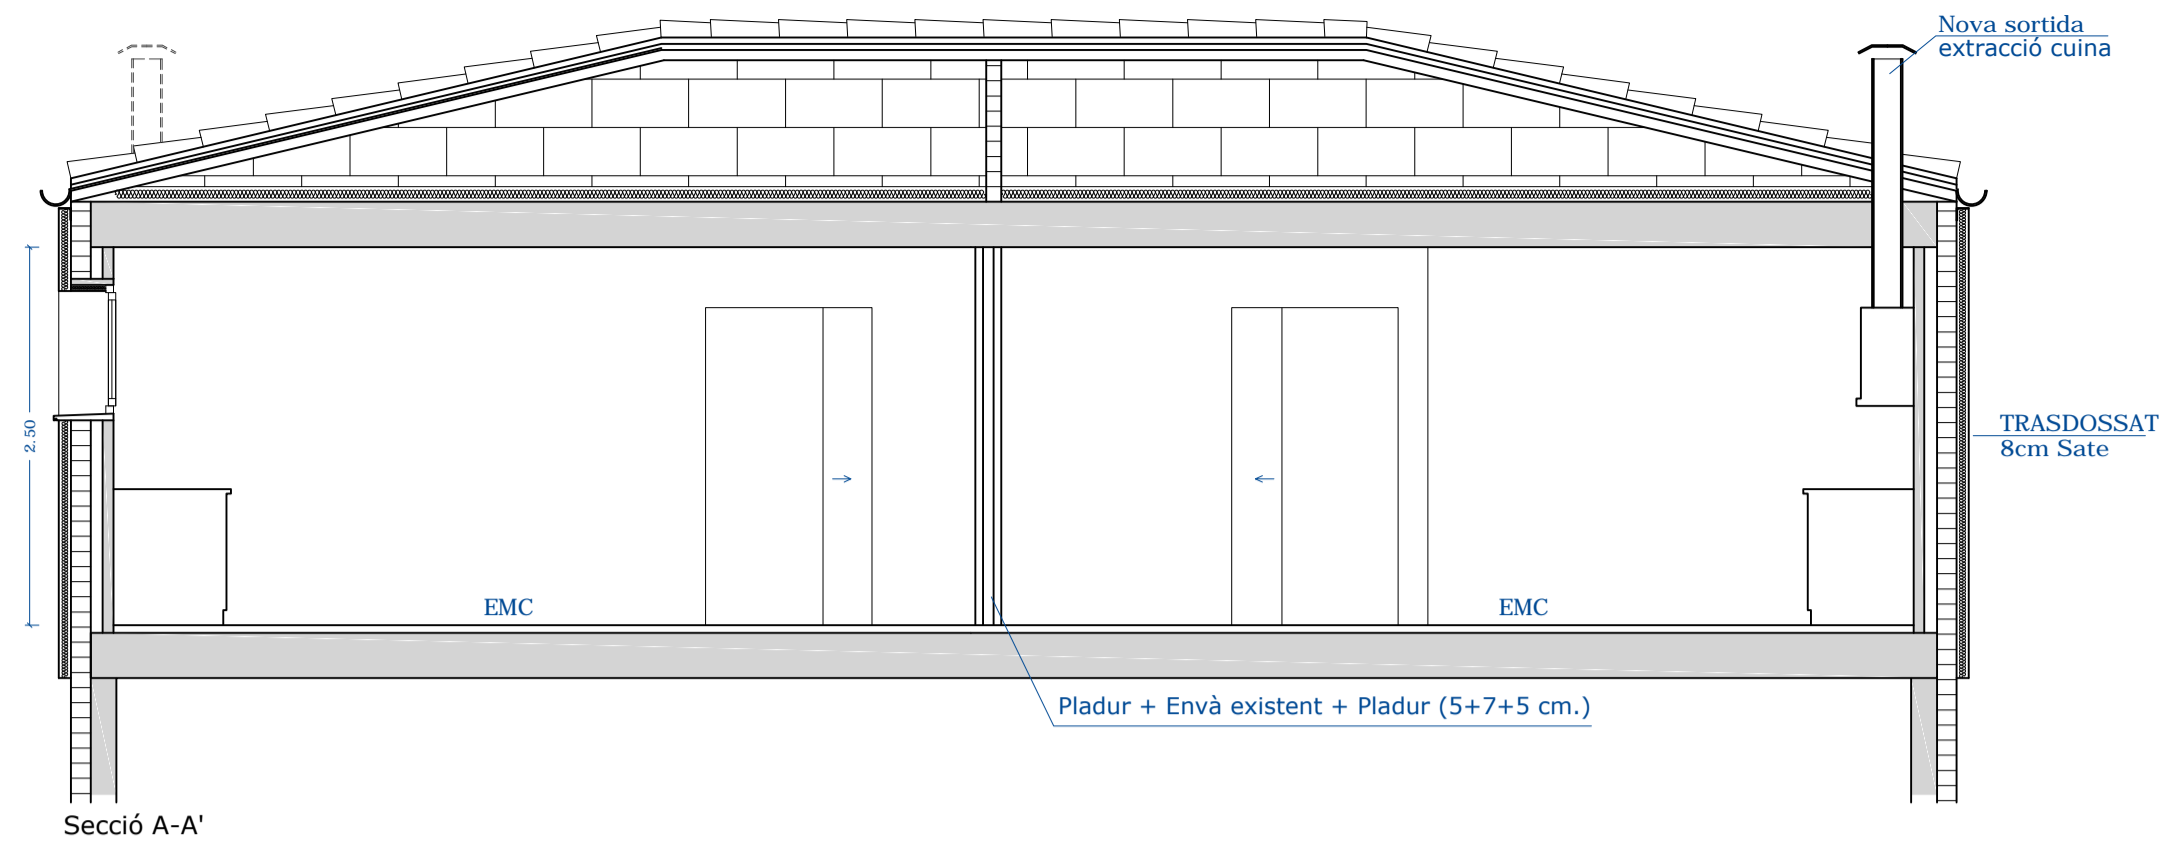 Nova sortida
extracció cuina
2.50
TRASDOSSAT
8cm Sate
EMC
EMC
Pladur + Envà existent + Pladur (5+7+5 cm.)
Secció A-A'